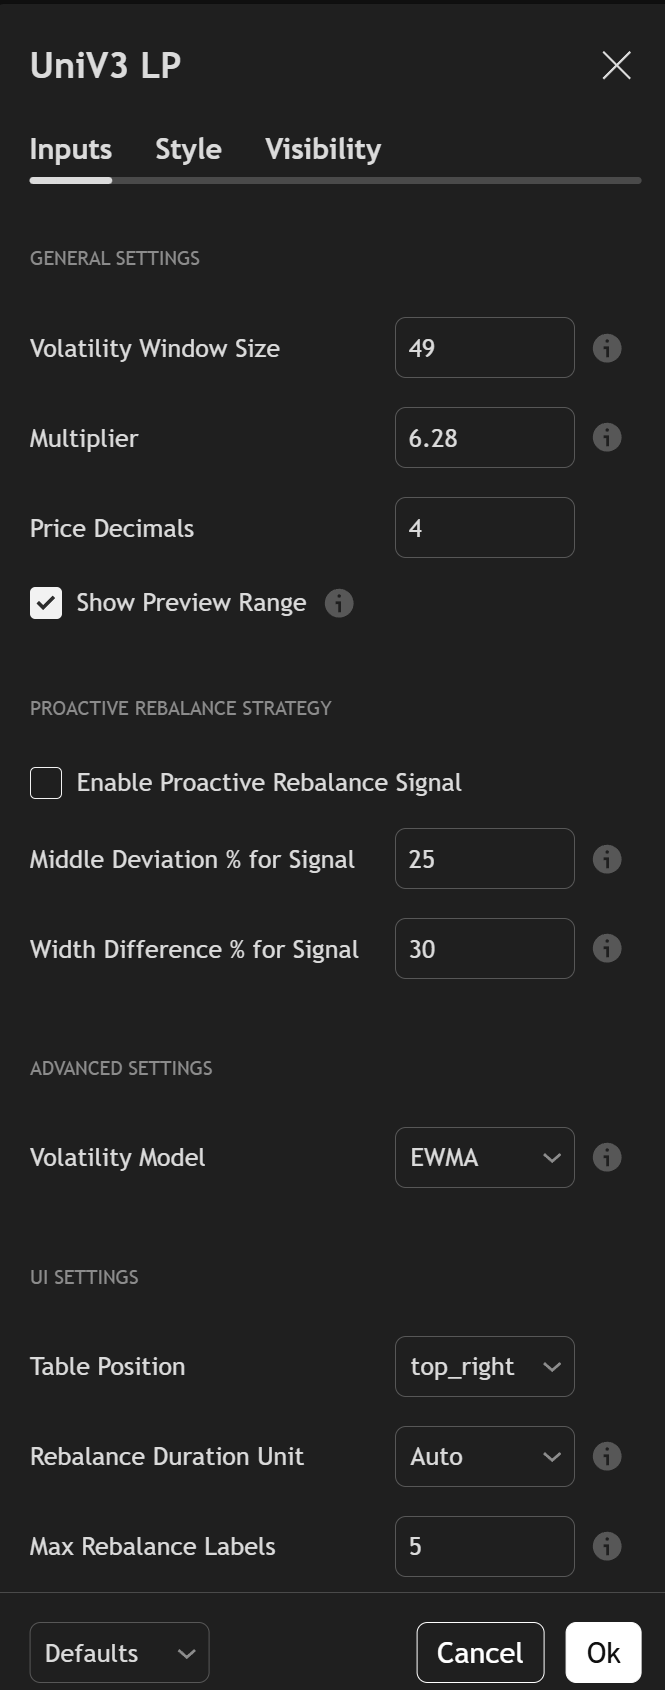 UniV3 LP
Inputs Style Visibility
GENERAL SETTINGS
Volatility Window Size 49
Multiplier 6.28
Price Decimals 4
Show Preview Range
PROACTIVE REBALANCE STRATEGY
Enable Proactive Rebalance Signal
Middle Deviation % for Signal 25
Width Difference % for Signal 30
ADVANCED SETTINGS
Volatility Model EWMA
UI SETTINGS
Table Position top_right
Rebalance Duration Unit Auto
Max Rebalance Labels 5
Defaults Cancel Ok